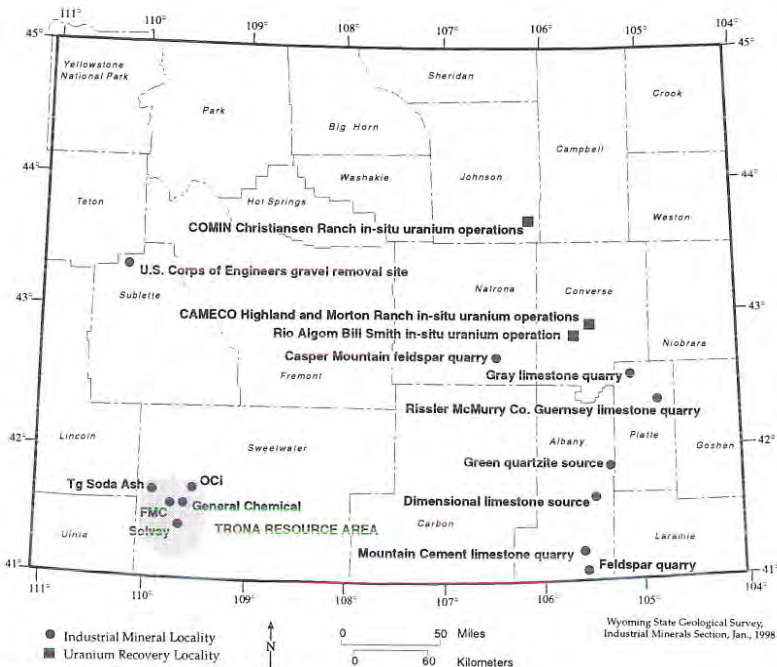 111°
110°
109°
108°
107°
106°
105°
104°
45°
45°
Yellowstone
National Park
Park
Sheridan
Crook
Big Horn
Campbell
44°
44°
Washakie
Johnson
Teton
Hot Springs
Weston
COMIN Christiansen Ranch in-situ uranium operations
U.S. Corps of Engineers gravel removal site
43°
43°
Sublette
Natrona
Converse
CAMECO Highland and Morton Ranch in-situ uranium operations
Rio Algom Bill Smith in-situ uranium operation
Niobrara
Casper Mountain feldspar quarry
Fremont
Gray limestone quarry
Rissler McMurry Co. Guernsey limestone quarry
42°
42°
Lincoln
Sweetwater
Albany
Platte
Goshen
Green quartzite source
Tg Soda Ash
OCi
FMC
General Chemical
Dimensional limestone source
Solvay
TRONA RESOURCE AREA
Carbon
Uinta
Laramie
Mountain Cement limestone quarry
41°
Feldspar quarry
41°
111°
110°
109°
108°
107°
106°
105°
104°
Industrial Mineral Locality
Uranium Recovery Locality
N
0 50 Miles
0 60 Kilometers
Wyoming State Geological Survey,
Industrial Minerals Section, Jan., 1998